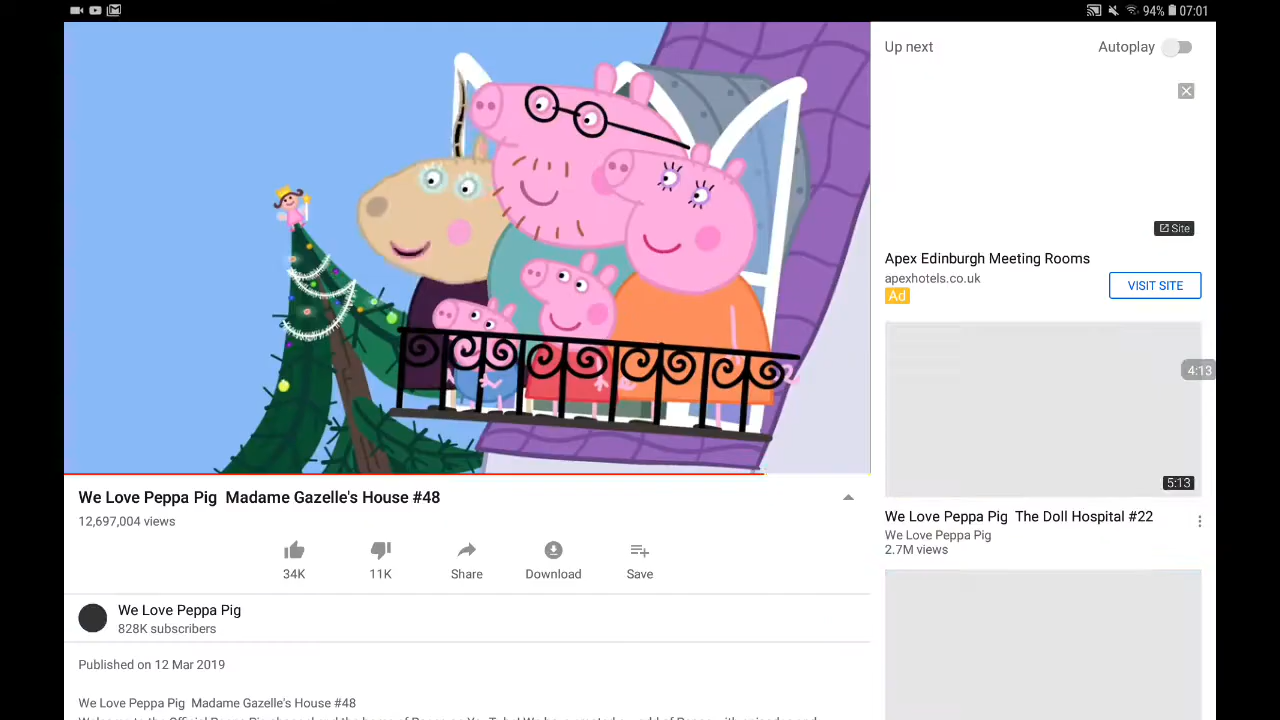 94% 07:01
Up next
Autoplay
Site
Apex Edinburgh Meeting Rooms
apexhotels.co.uk
Ad
VISIT SITE
4:13
5:13
We Love Peppa Pig The Doll Hospital #22
We Love Peppa Pig
2.7M views
We Love Peppa Pig Madame Gazelle's House #48
12,697,004 views
34K
11K
Share
Download
Save
We Love Peppa Pig
828K subscribers
Published on 12 Mar 2019
We Love Peppa Pig Madame Gazelle's House #48